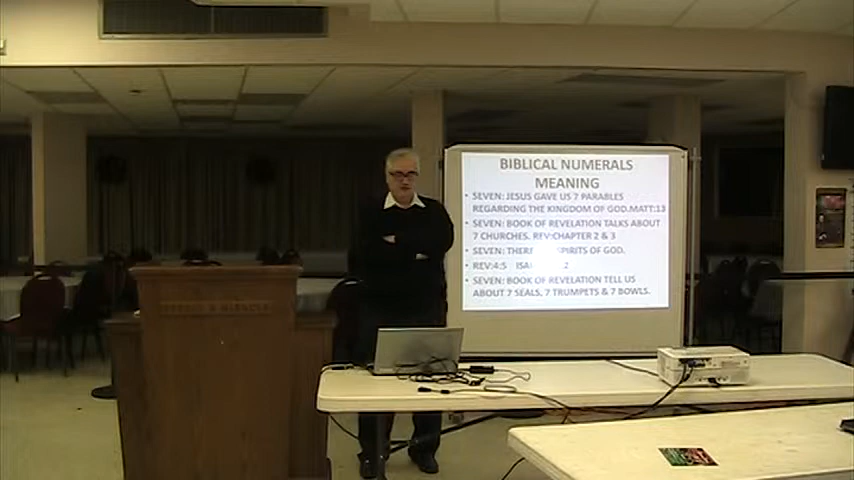 BIBLICAL NUMERALS
MEANING
• SEVEN: JESUS GAVE US 7 PARABLES
REGARDING THE KINGDOM OF GOD.MATT:13
• SEVEN: BOOK OF REVELATION TALKS ABOUT
7 CHURCHES. REV:CHAPTER 2 & 3
• SEVEN: SPIRITS OF GOD.
• REV:4:5 2
• SEVEN: BOOK OF REVELATION TELL US
ABOUT 7 SEALS, 7 TRUMPETS & 7 BOWLS.